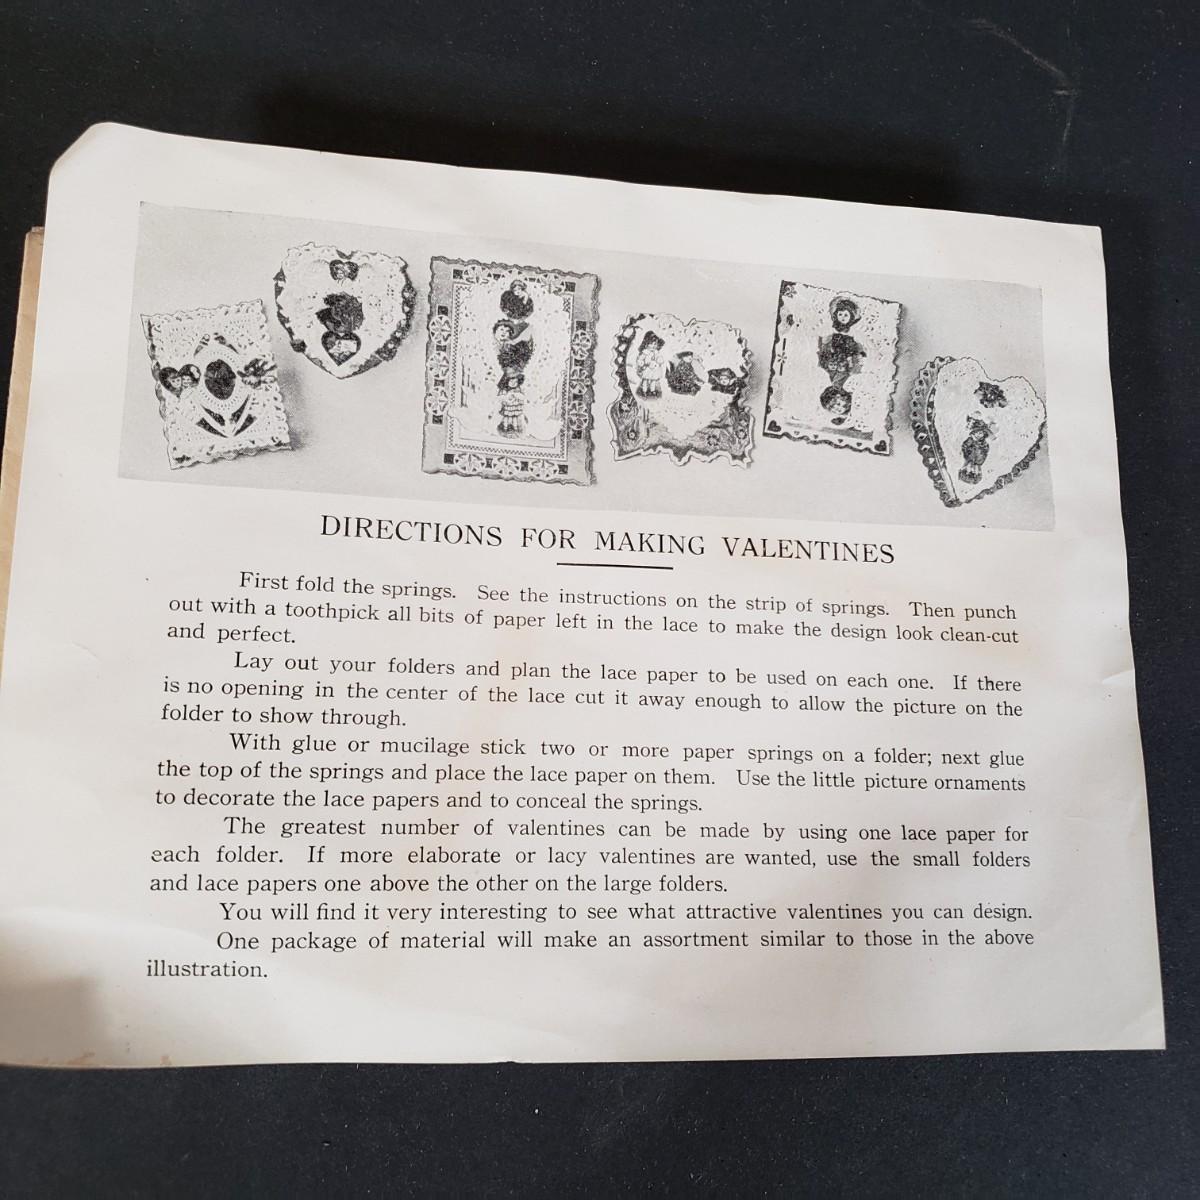 DIRECTIONS FOR MAKING VALENTINES
First fold the springs. See the instructions on the strip of springs. Then punch
out with a toothpick all bits of paper left in the lace to make the design look clean-cut
and perfect.
Lay out your folders and plan the lace paper to be used on each one. If there
is no opening in the center of the lace cut it away enough to allow the picture on the
folder to show through.
With glue or mucilage stick two or more paper springs on a folder; next glue
the top of the springs and place the lace paper on them. Use the little picture ornaments
to decorate the lace papers and to conceal the springs.
The greatest number of valentines can be made by using one lace paper for
each folder. If more elaborate or lacy valentines are wanted, use the small folders
and lace papers one above the other on the large folders.
You will find it very interesting to see what attractive valentines you can design.
One package of material will make an assortment similar to those in the above
illustration.